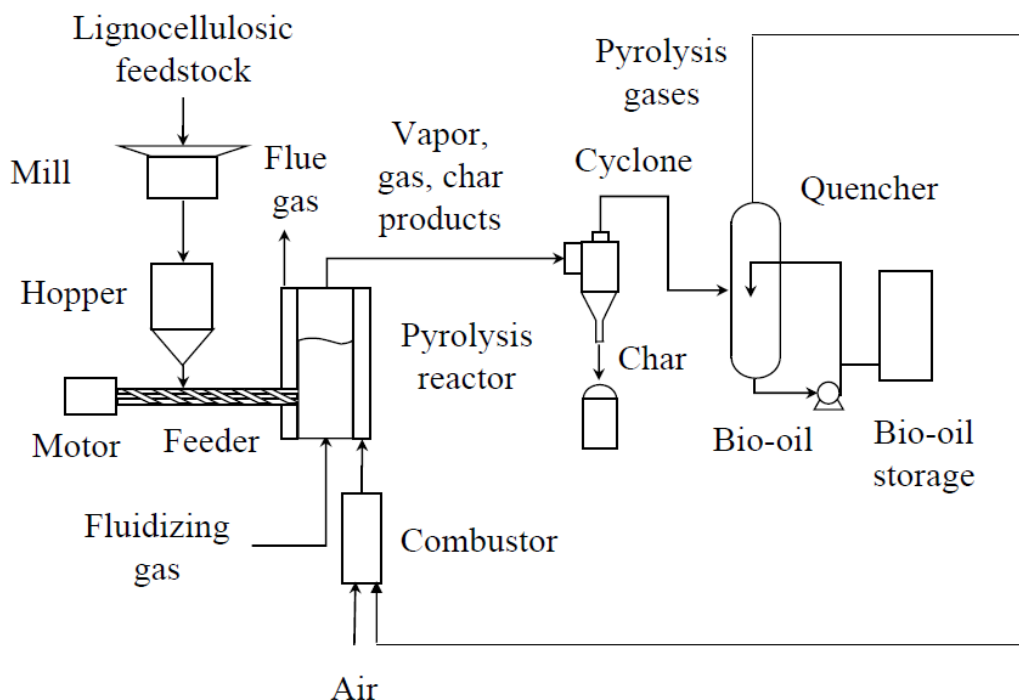 Lignocellulosic
feedstock
Mill
Hopper
Motor
Feeder
Flue
gas
Vapor,
gas, char
products
Pyrolysis
reactor
Fluidizing
gas
Combustor
Air
Cyclone
Char
Pyrolysis
gases
Quencher
Bio-oil
Bio-oil
storage